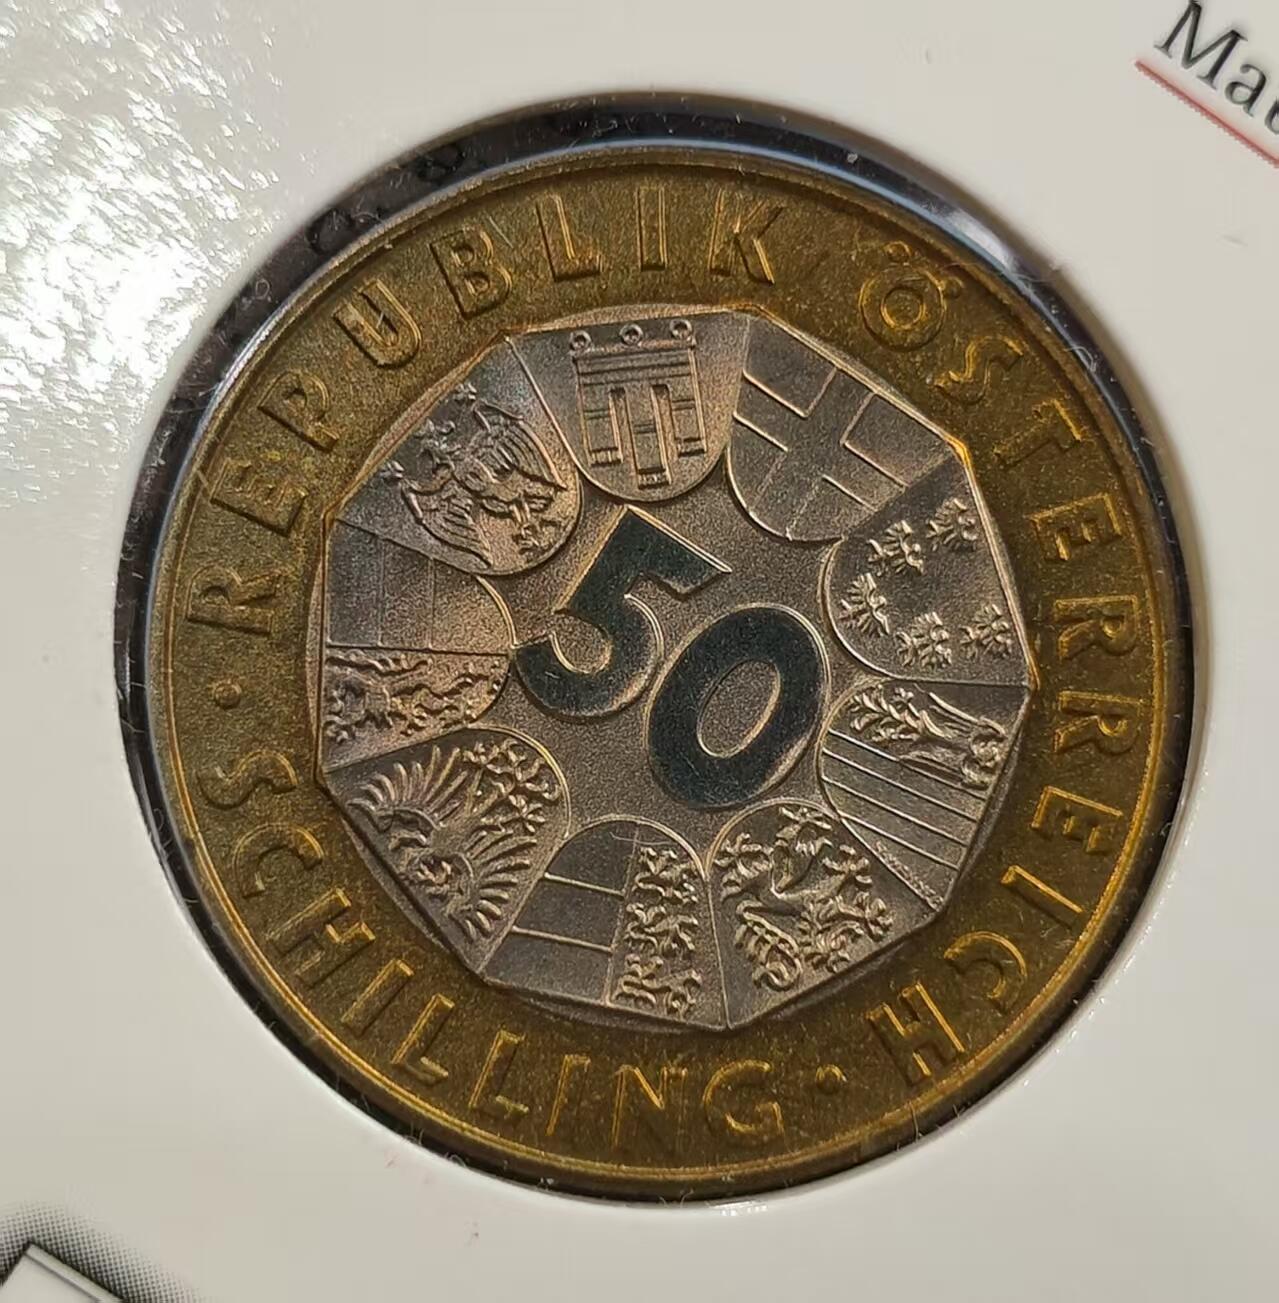 REPUBLIK ÖSTERREICH
50
SCHILLING